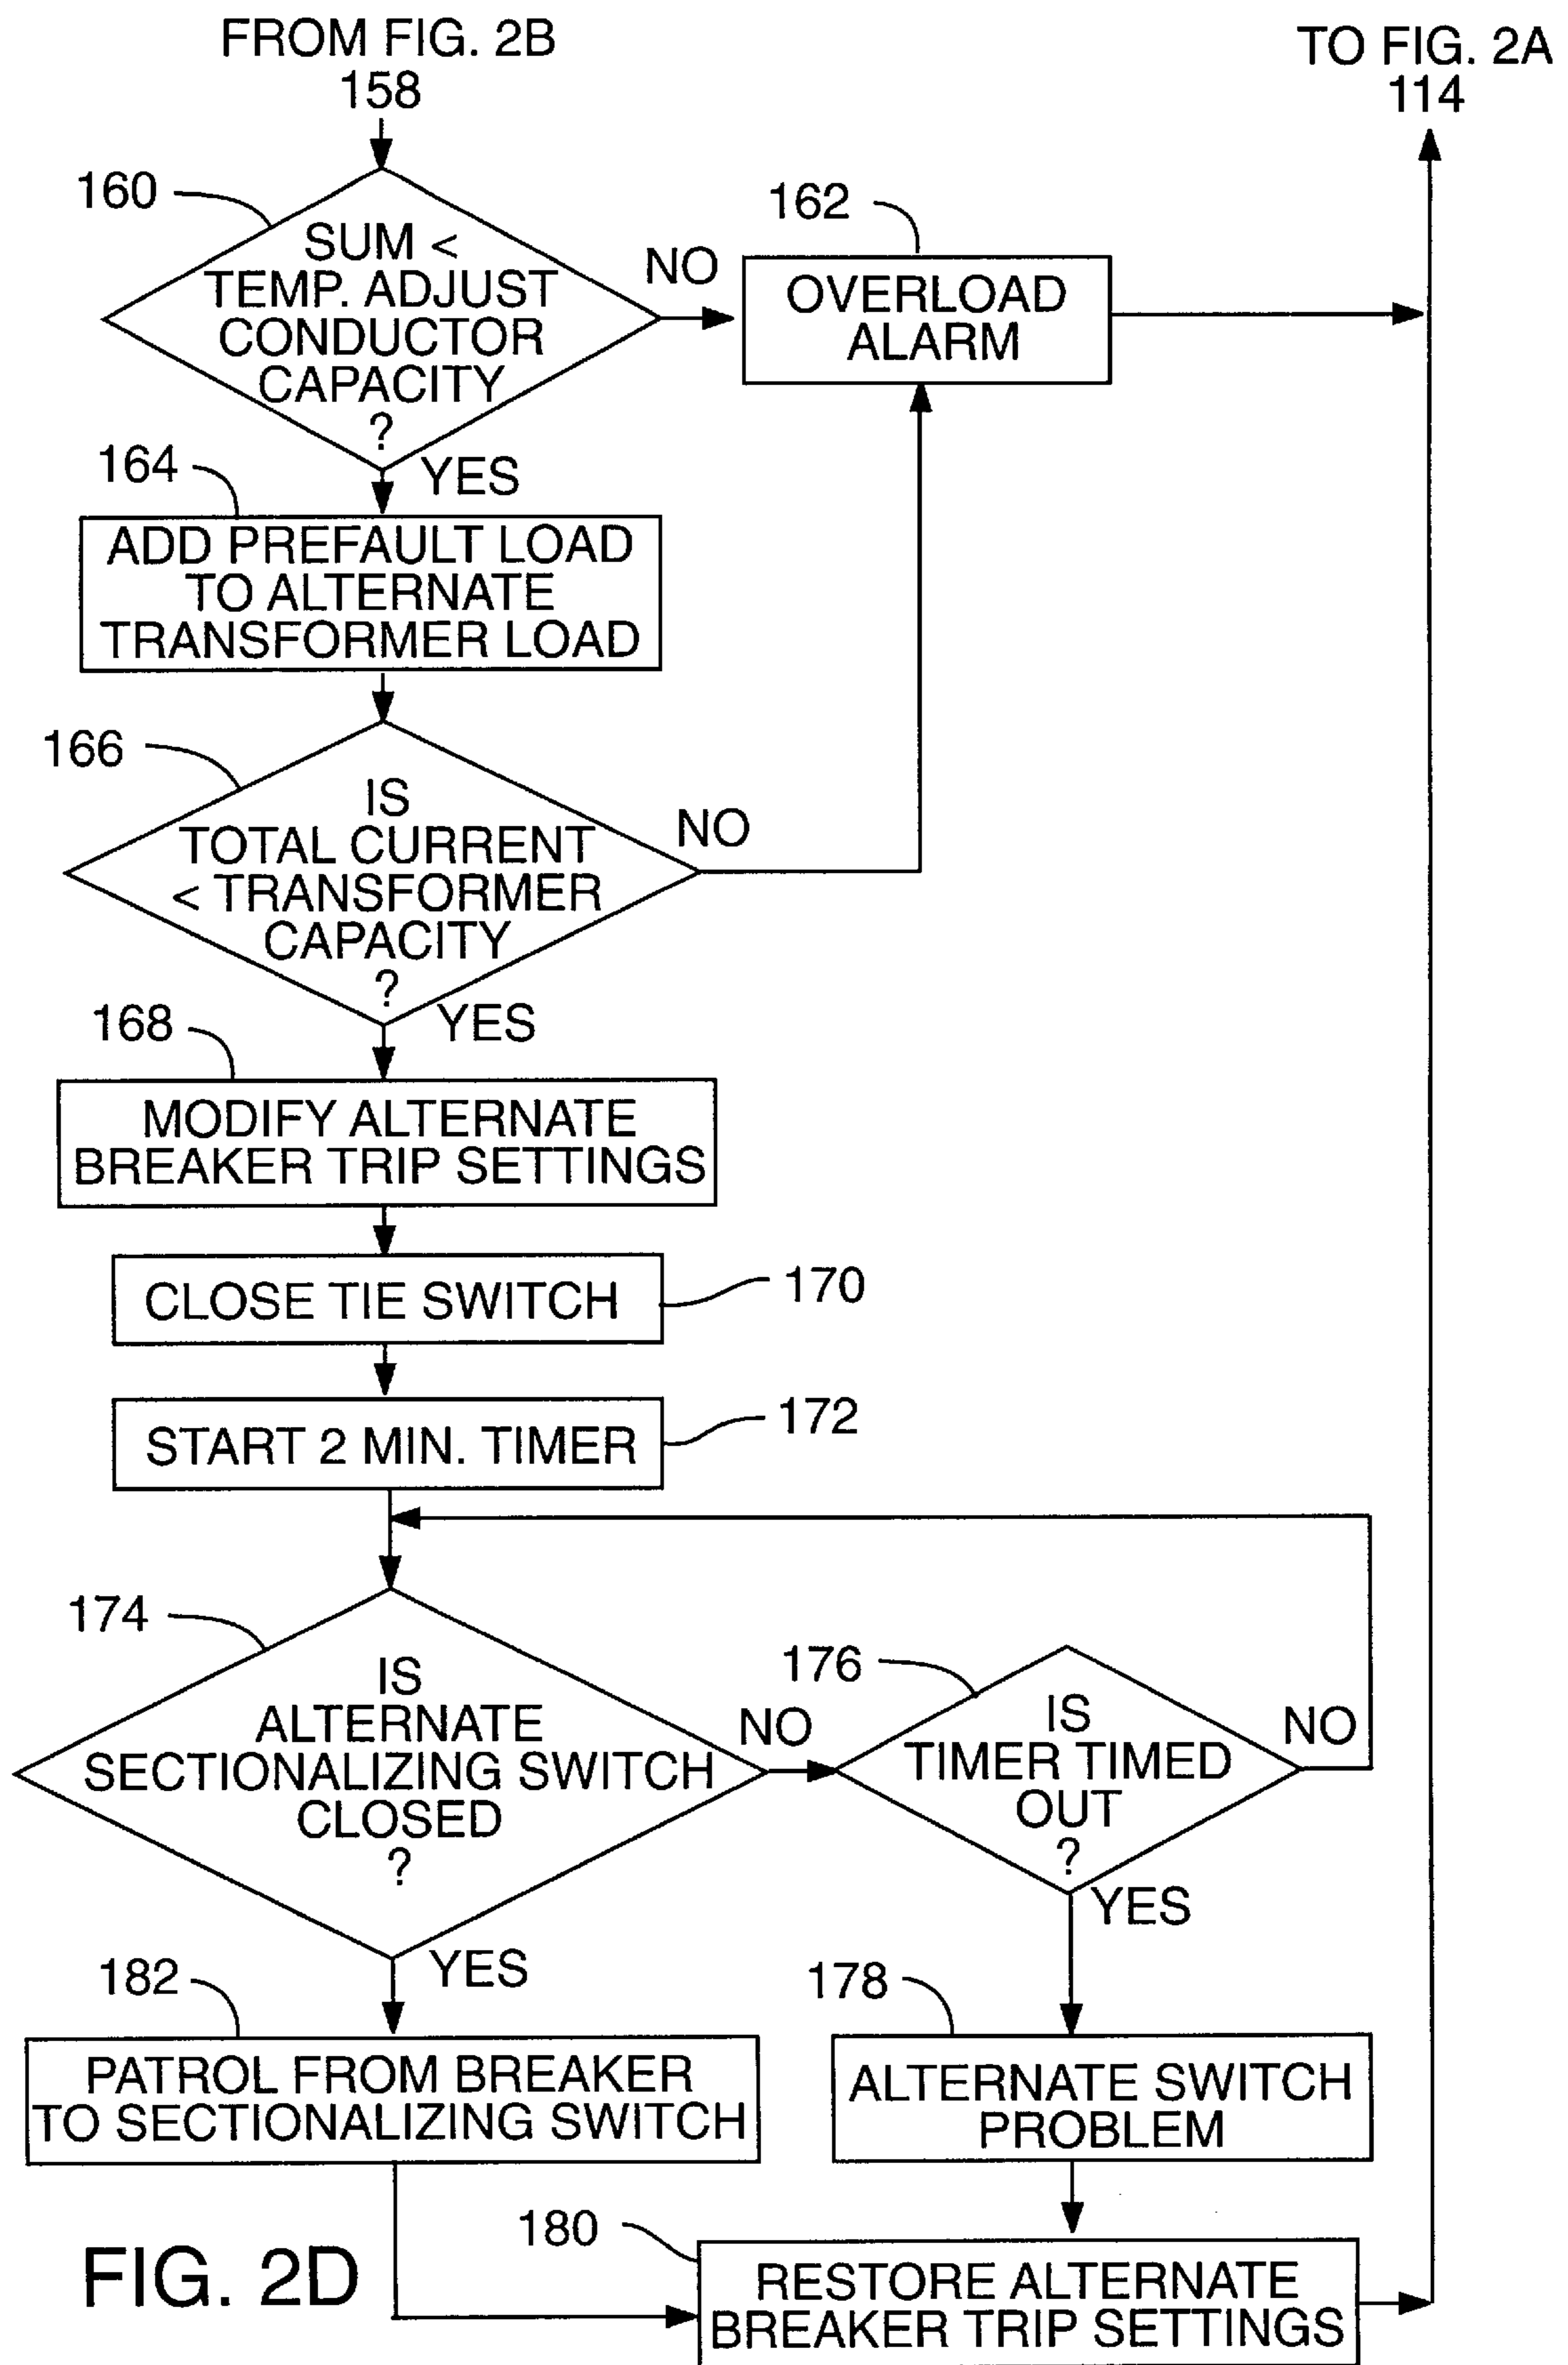 FROM FIG. 2B
158
TO FIG. 2A
114
160
SUM <
TEMP. ADJUST
CONDUCTOR
CAPACITY
?
NO
162
OVERLOAD
ALARM
YES
164
ADD PREFAULT LOAD
TO ALTERNATE
TRANSFORMER LOAD
166
IS
TOTAL CURRENT
< TRANSFORMER
CAPACITY
?
NO
YES
168
MODIFY ALTERNATE
BREAKER TRIP SETTINGS
CLOSE TIE SWITCH
170
START 2 MIN. TIMER
172
174
IS
ALTERNATE
SECTIONALIZING SWITCH
CLOSED
?
NO
176
IS
TIMER TIMED
OUT
?
NO
YES
YES
182
PATROL FROM BREAKER
TO SECTIONALIZING SWITCH
178
ALTERNATE SWITCH
PROBLEM
180
RESTORE ALTERNATE
BREAKER TRIP SETTINGS
FIG. 2D